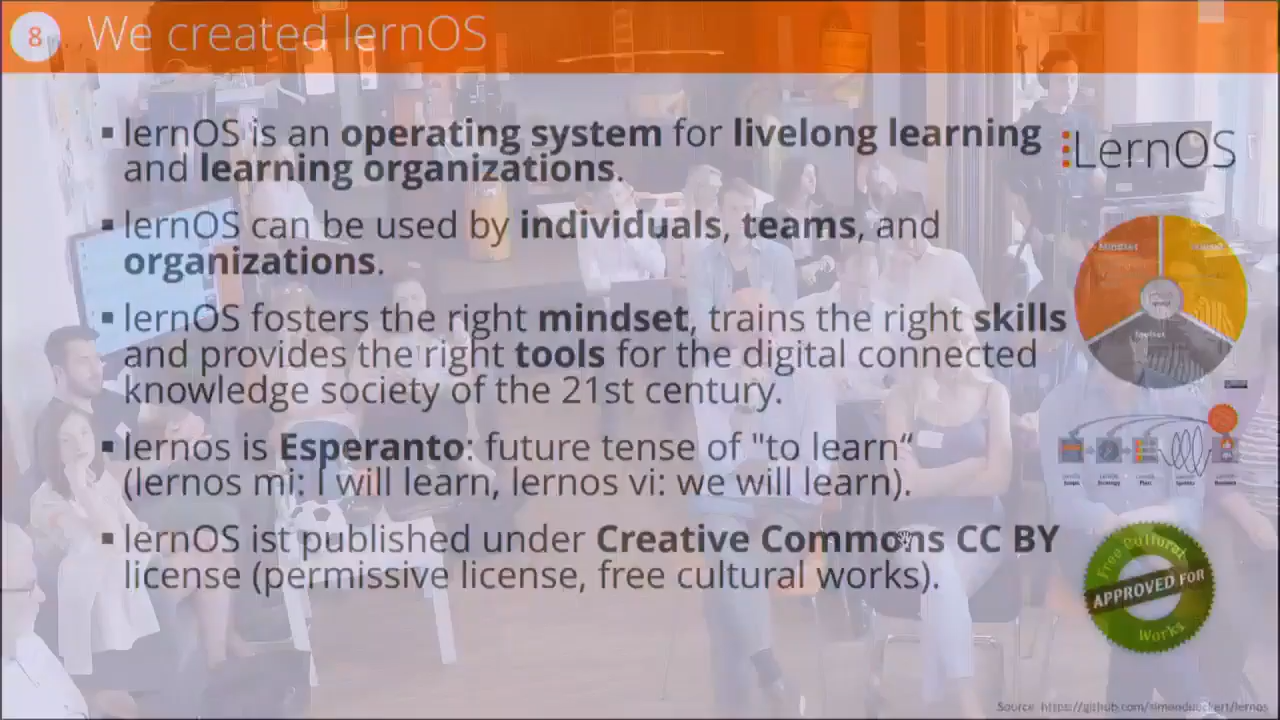 8 We created lernOS
▪ lernOS is an operating system for livelong learning
and learning organizations.
LernOS
▪ lernOS can be used by individuals, teams, and
organizations.
Mindset
▪ lernOS fosters the right mindset, trains the right skills
and provides the right tools for the digital connected
knowledge society of the 21st century.
▪ lernos is Esperanto: future tense of "to learn“
(lernos mi: I will learn, lernos vi: we will learn).
▪ lernOS ist published under Creative Commons CC BY
license (permissive license, free cultural works).
Free Cultural
APPROVED FOR
Works
Source: https://github.com/simondueckert/lernos